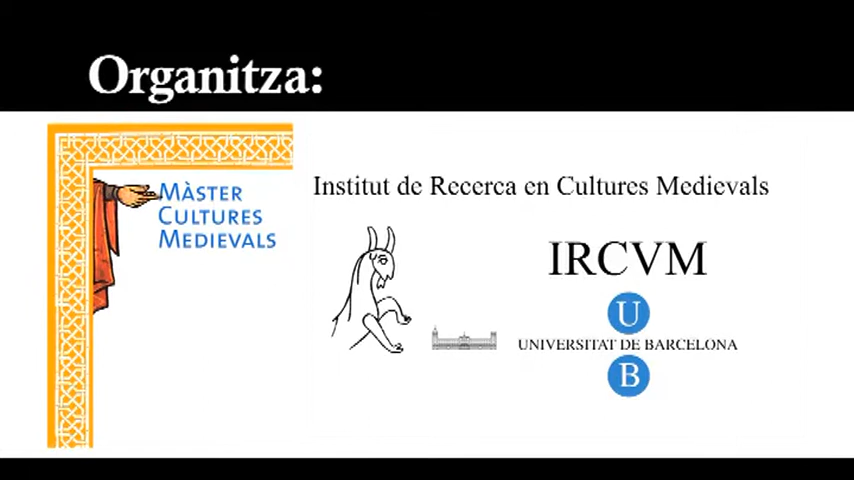 Organitza:
MÀSTER
CULTURES
MEDIEVALS
Institut de Recerca en Cultures Medievals
IRCVM
U
UNIVERSITAT DE BARCELONA
B